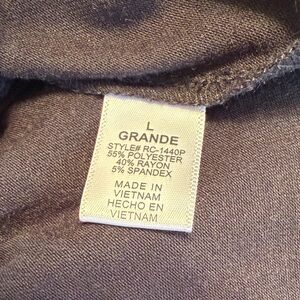 L
GRANDE
STYLE# RC-1440P
55% POLYESTER
40% RAYON
5% SPANDEX
MADE IN
VIETNAM
HECHO EN
VIETNAM